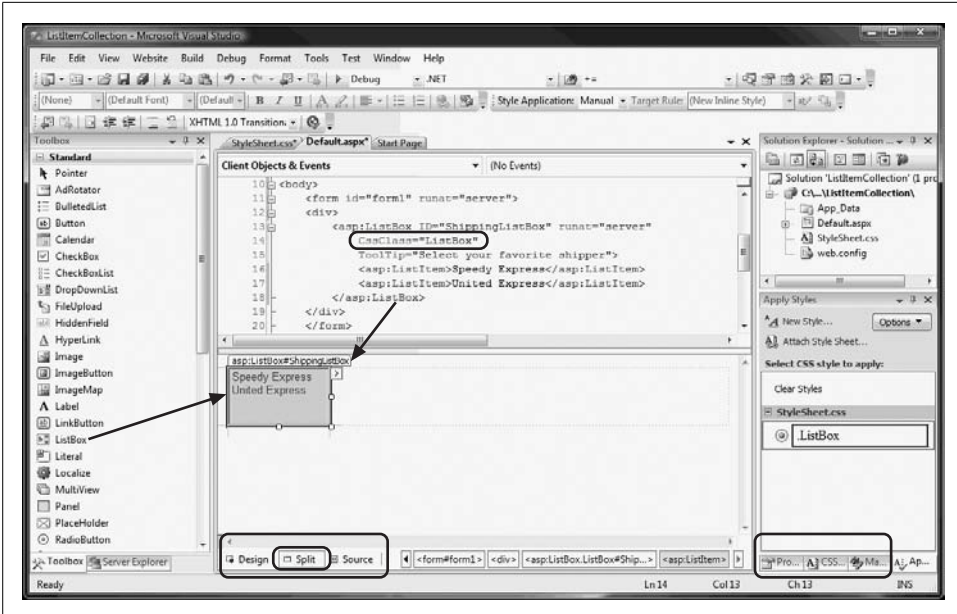 ListItemCollection - Microsoft Visual Studio
File Edit View Website Build Debug Format Tools Test Window Help
Debug .NET
(None) (Default Font) (Default B I U A Style Application: Manual Target Rule: (New Inline Style)
XHTML 1.0 Transition
Toolbox
Standard
Pointer
AdRotator
BulletedList
Button
Calendar
CheckBox
CheckBoxList
DropDownList
FileUpload
HiddenField
HyperLink
Image
ImageButton
ImageMap
Label
LinkButton
ListBox
Literal
Localize
MultiView
Panel
PlaceHolder
RadioButton
Toolbox Server Explorer
StyleSheet.css* Default.aspx* Start Page
Client Objects & Events (No Events)
10 <body>
11 <form id="form1" runat="server">
12 <div>
13 <asp:ListBox ID="ShippingListBox" runat="server"
14 CssClass="ListBox"
15 ToolTip="Select your favorite shipper">
16 <asp:ListItem>Speedy Express</asp:ListItem>
17 <asp:ListItem>United Express</asp:ListItem>
18 </asp:ListBox>
19 </div>
20 </form>
asp:ListBox#ShippingListBox
Speedy Express
United Express
Design Split Source <form#form1> <div> <asp:ListBox.ListBox#Ship...> <asp:ListItem>
Solution Explorer - Solution ...
Solution 'ListItemCollection' (1 pro
C:\...\ListItemCollection\
App_Data
Default.aspx
StyleSheet.css
web.config
Apply Styles
New Style... Options
Attach Style Sheet...
Select CSS style to apply:
Clear Styles
StyleSheet.css
.ListBox
Pro... CSS... Ma... Ap...
Ready Ln 14 Col 13 Ch 13 INS